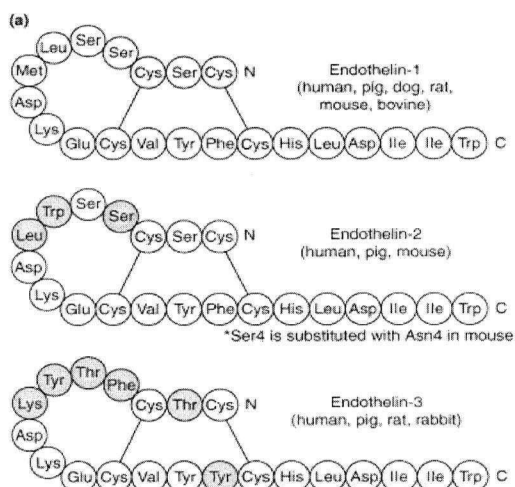 (a)
Leu Ser Ser
Met Cys Ser Cys N
Asp
Lys
Glu Cys Val Tyr Phe Cys His Leu Asp Ile Ile Trp C
Endothelin-1
(human, pig, dog, rat,
mouse, bovine)
Trp Ser Ser
Leu Cys Ser Cys N
Asp
Lys
Glu Cys Val Tyr Phe Cys His Leu Asp Ile Ile Trp C
Endothelin-2
(human, pig, mouse)
*Ser4 is substituted with Asn4 in mouse
Tyr Thr Phe
Lys Cys Thr Cys N
Asp
Lys
Glu Cys Val Tyr Tyr Cys His Leu Asp Ile Ile Trp C
Endothelin-3
(human, pig, rat, rabbit)